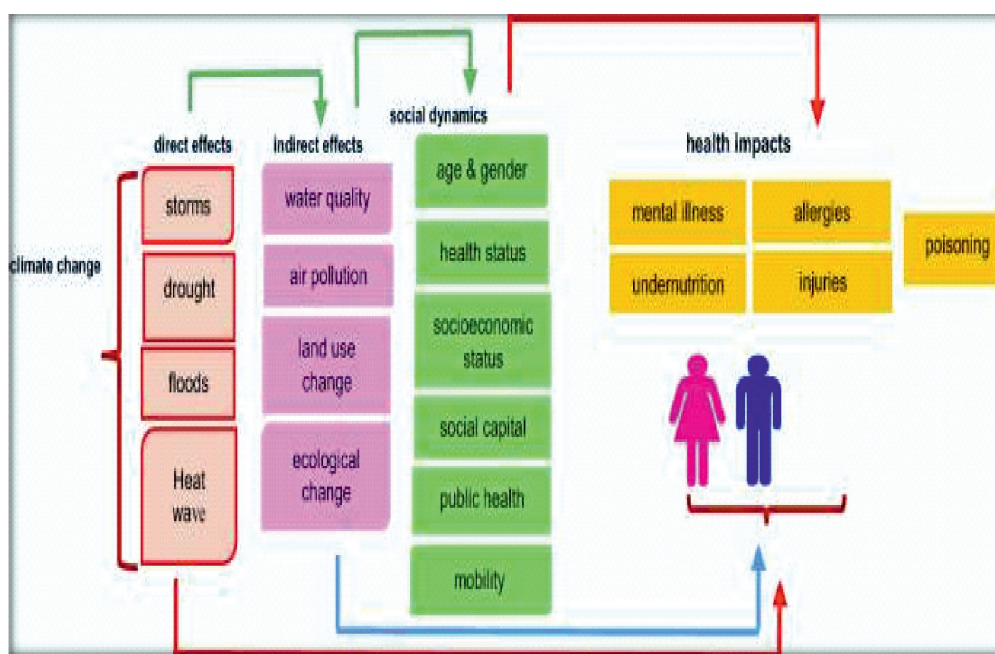 climate change
direct effects
storms
drought
floods
Heat
wave
indirect effects
water quality
air pollution
land use
change
ecological
change
social dynamics
age & gender
health status
socioeconomic
status
social capital
public health
mobility
health impacts
mental illness
allergies
undernutrition
injuries
poisoning